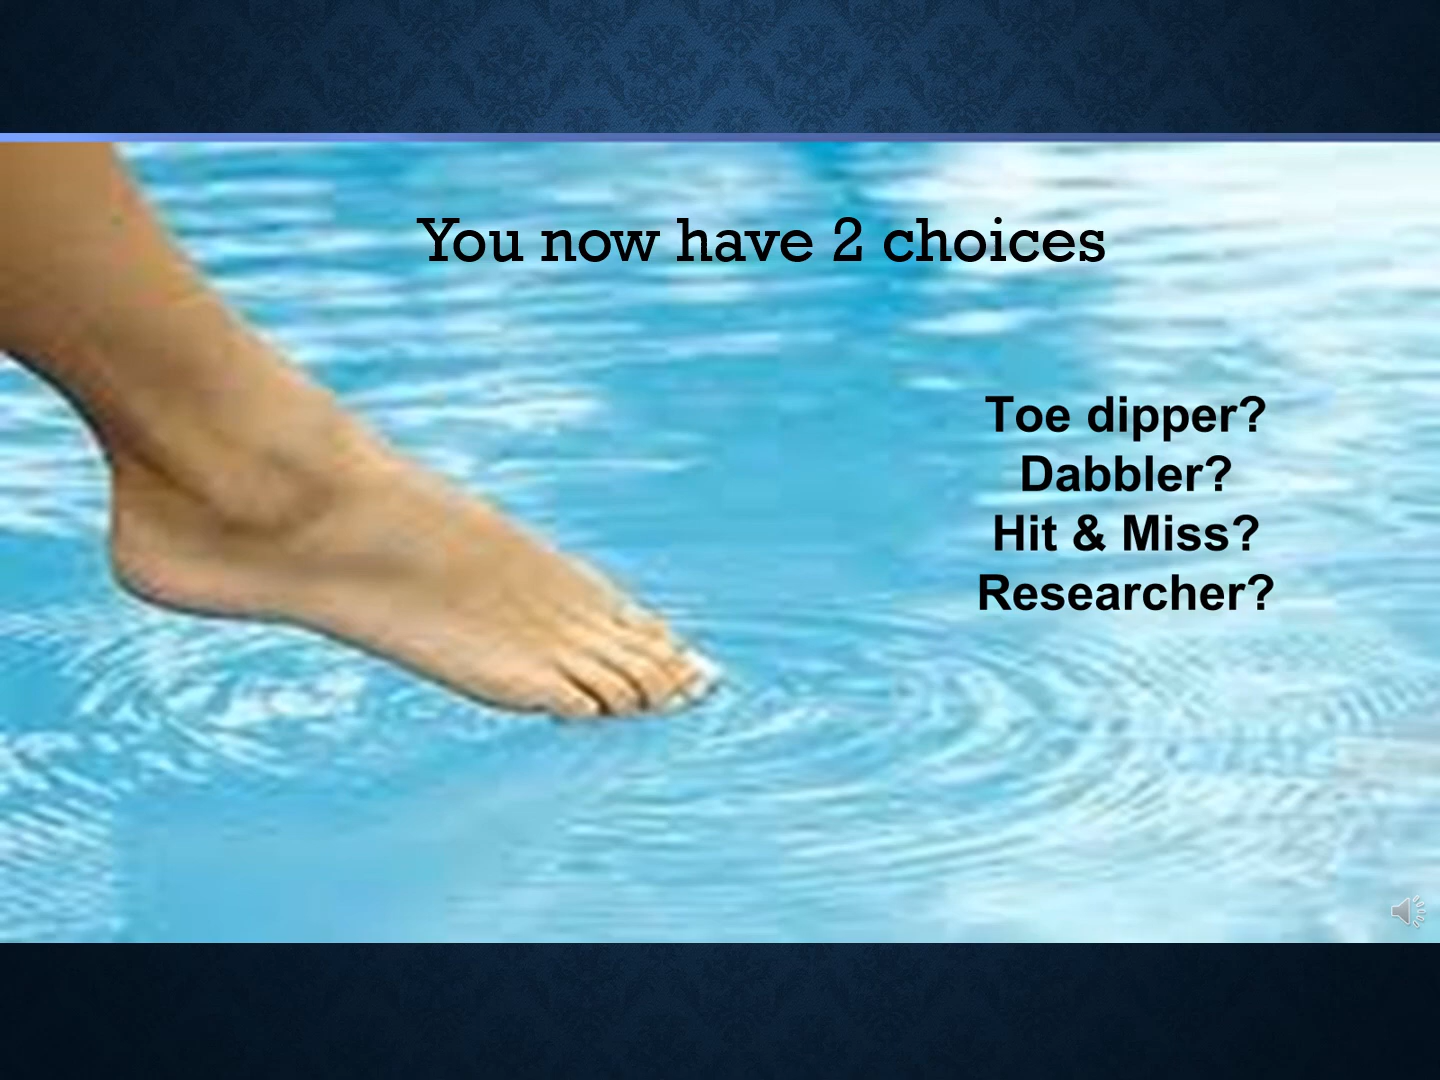 You now have 2 choices
Toe dipper?
Dabbler?
Hit & Miss?
Researcher?